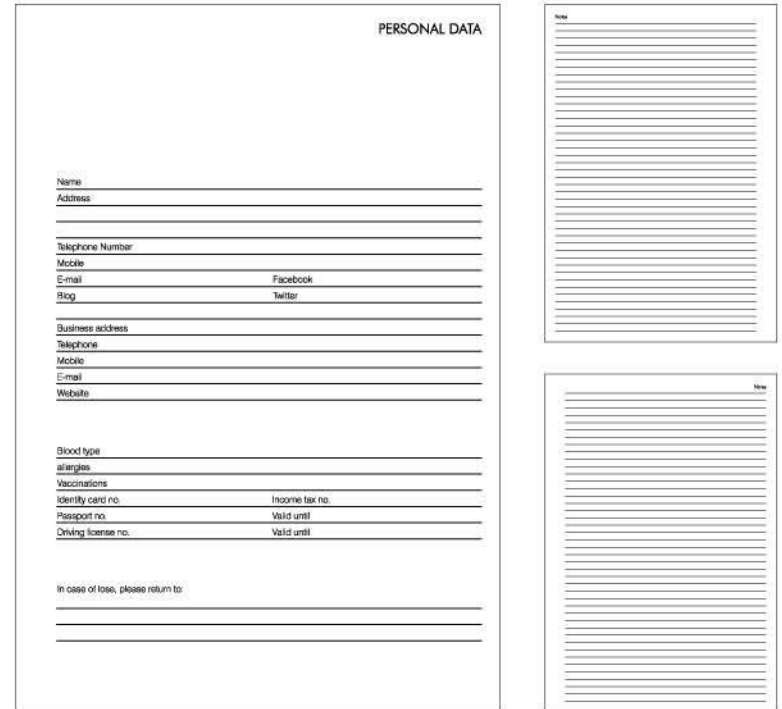 PERSONAL DATA
Name
Address
Telephone Number
Mobile
E-mail Facebook
Blog Twitter
Business address
Telephone
Mobile
E-mail
Website
Blood type
allergies
Vaccinations
Identity card no. Income tax no.
Passport no. Valid until
Driving license no. Valid until
In case of lose, please return to:
Notes
Notes